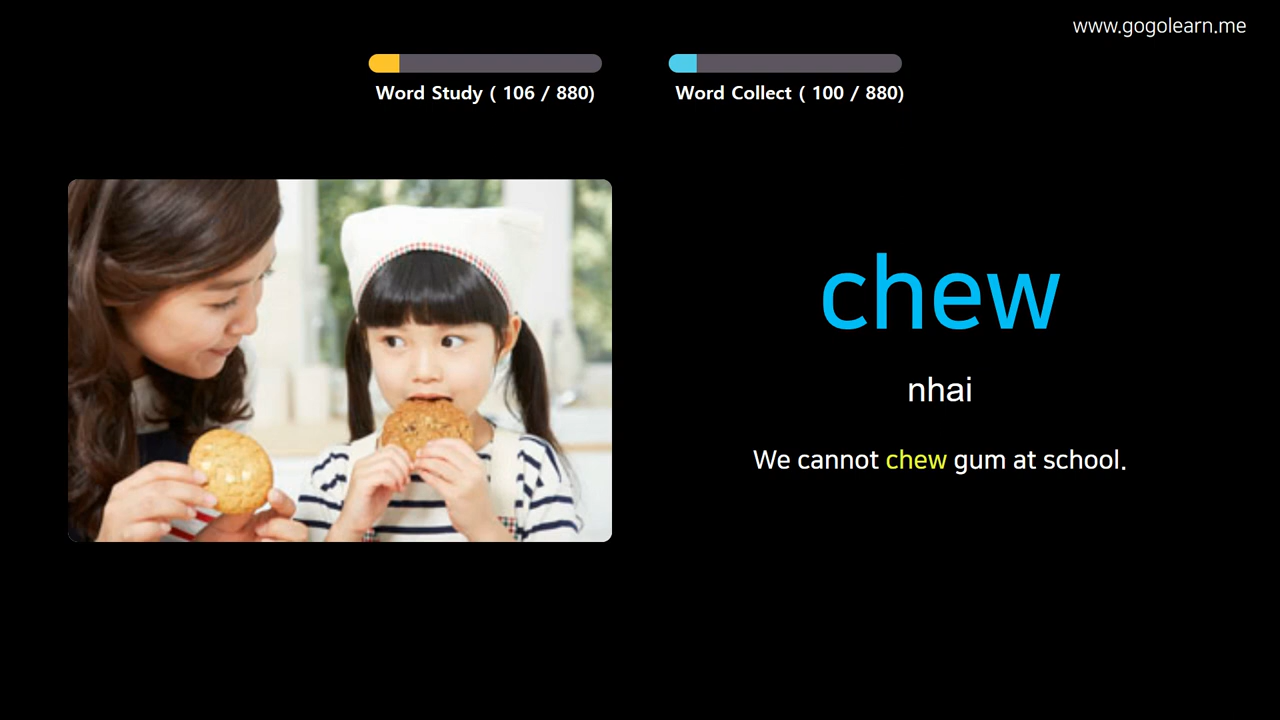 www.gogolearn.me
Word Study ( 106 / 880)
Word Collect ( 100 / 880)
chew
nhai
We cannot chew gum at school.